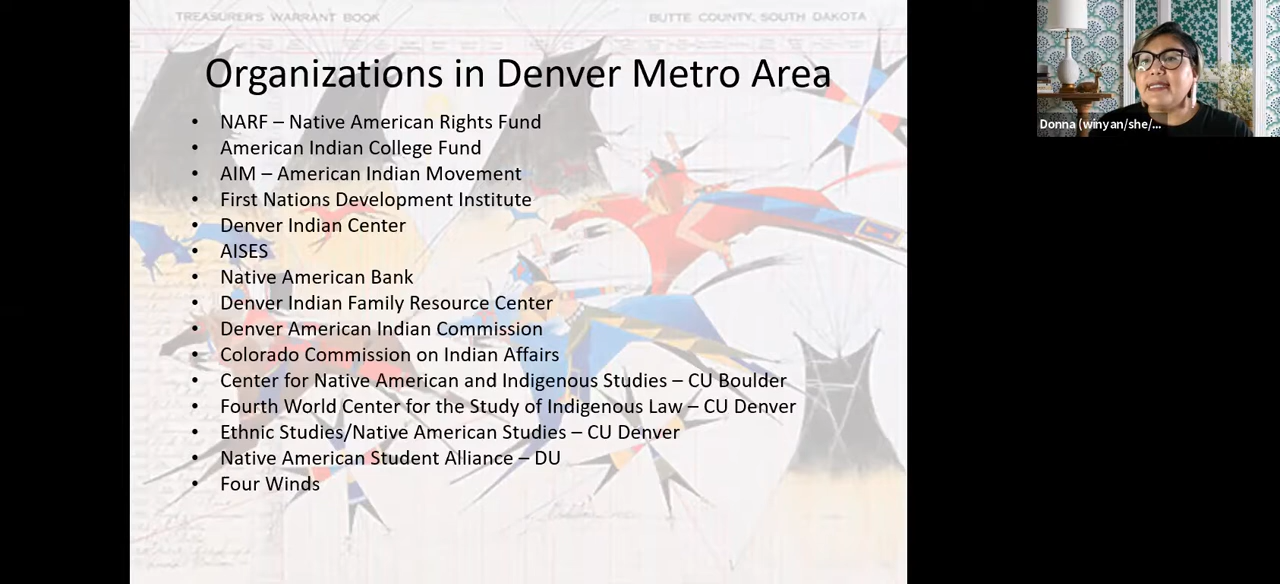 TREASURER'S WARRANT BOOK
BUTTE COUNTY, SOUTH DAKOTA
Organizations in Denver Metro Area
• NARF – Native American Rights Fund
• American Indian College Fund
• AIM – American Indian Movement
• First Nations Development Institute
• Denver Indian Center
• AISES
• Native American Bank
• Denver Indian Family Resource Center
• Denver American Indian Commission
• Colorado Commission on Indian Affairs
• Center for Native American and Indigenous Studies – CU Boulder
• Fourth World Center for the Study of Indigenous Law – CU Denver
• Ethnic Studies/Native American Studies – CU Denver
• Native American Student Alliance – DU
• Four Winds
Donna (winyan/she/...